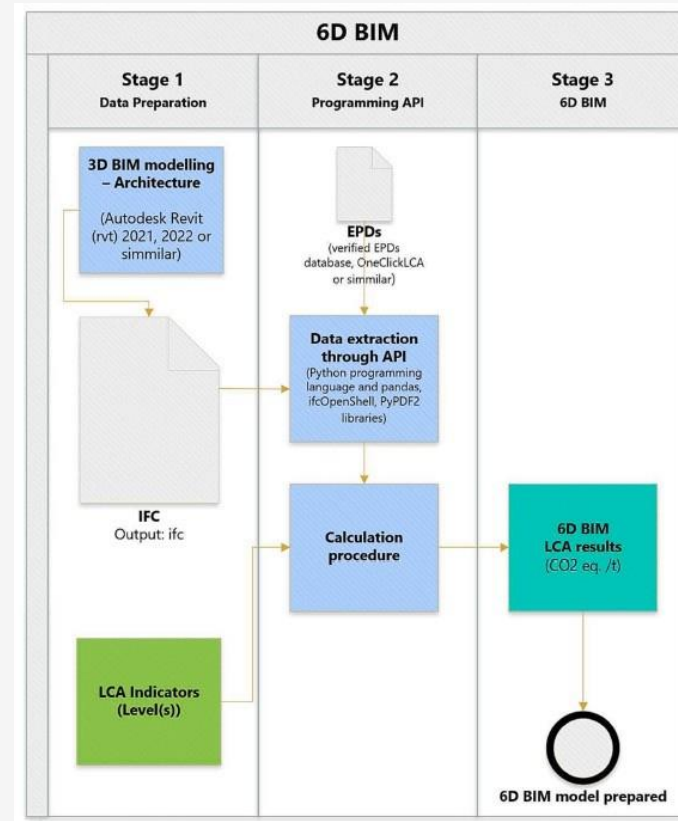 6D BIM
Stage 1
Data Preparation
Stage 2
Programming API
Stage 3
6D BIM
3D BIM modelling
– Architecture
(Autodesk Revit
(rvt) 2021, 2022 or
simmilar)
EPDs
(verified EPDs
database, OneClickLCA
or simmilar)
Data extraction
through API
(Python programming
language and pandas,
ifcOpenShell, PyPDF2
libraries)
IFC
Output: ifc
Calculation
procedure
6D BIM
LCA results
(CO2 eq. /t)
LCA Indicators
(Level(s))
6D BIM model prepared